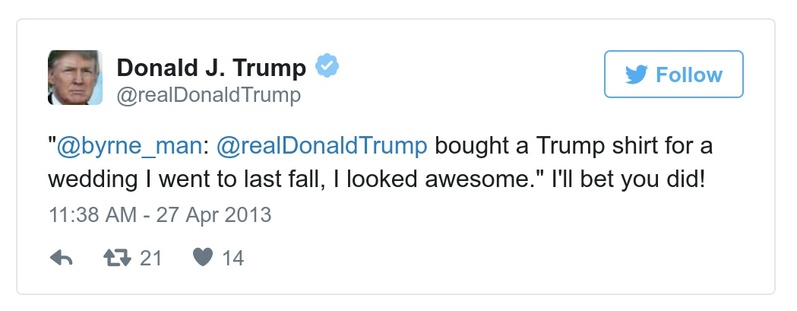 Donald J. Trump
@realDonaldTrump
Follow
"@byrne_man: @realDonaldTrump bought a Trump shirt for a
wedding I went to last fall, I looked awesome." I'll bet you did!
11:38 AM - 27 Apr 2013
21 14